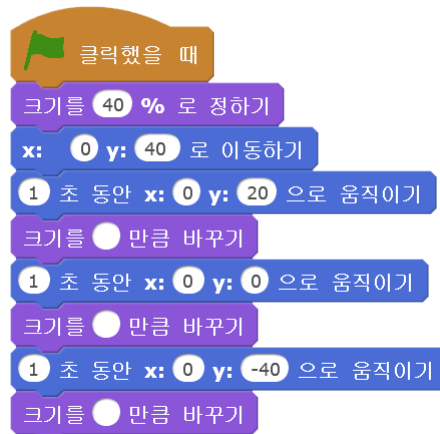 클릭했을 때
크기를 40 % 로 정하기
x: 0 y: 40 로 이동하기
1 초 동안 x: 0 y: 20 으로 움직이기
크기를 만큼 바꾸기
1 초 동안 x: 0 y: 0 으로 움직이기
크기를 만큼 바꾸기
1 초 동안 x: 0 y: -40 으로 움직이기
크기를 만큼 바꾸기